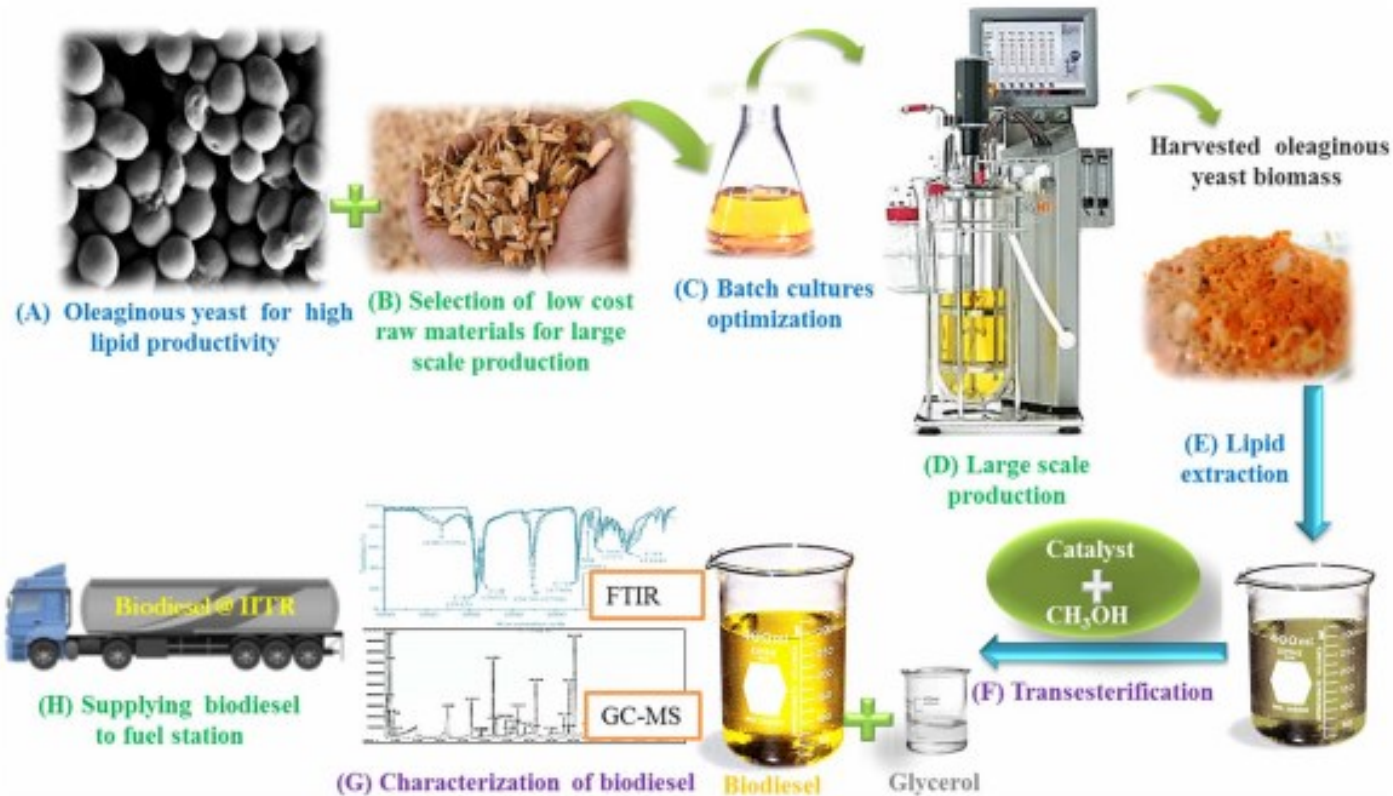 (A) Oleaginous yeast for high
lipid productivity
(B) Selection of low cost
raw materials for large
scale production
(C) Batch cultures
optimization
Harvested oleaginous
yeast biomass
(D) Large scale
production
(E) Lipid
extraction
Catalyst
+
CH₃OH
(F) Transesterification
400ml
400ml
FTIR
GC-MS
(G) Characterization of biodiesel
Biodiesel
Glycerol
Biodiesel @ IITR
(H) Supplying biodiesel
to fuel station